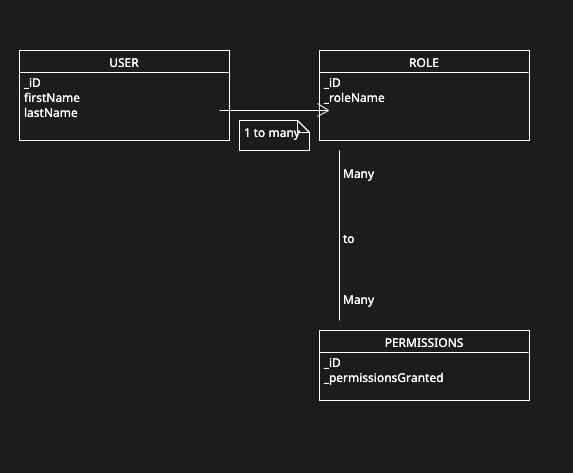 USER
_iD
firstName
lastName
1 to many
ROLE
_iD
_roleName
Many
to
Many
PERMISSIONS
_iD
_permissionsGranted